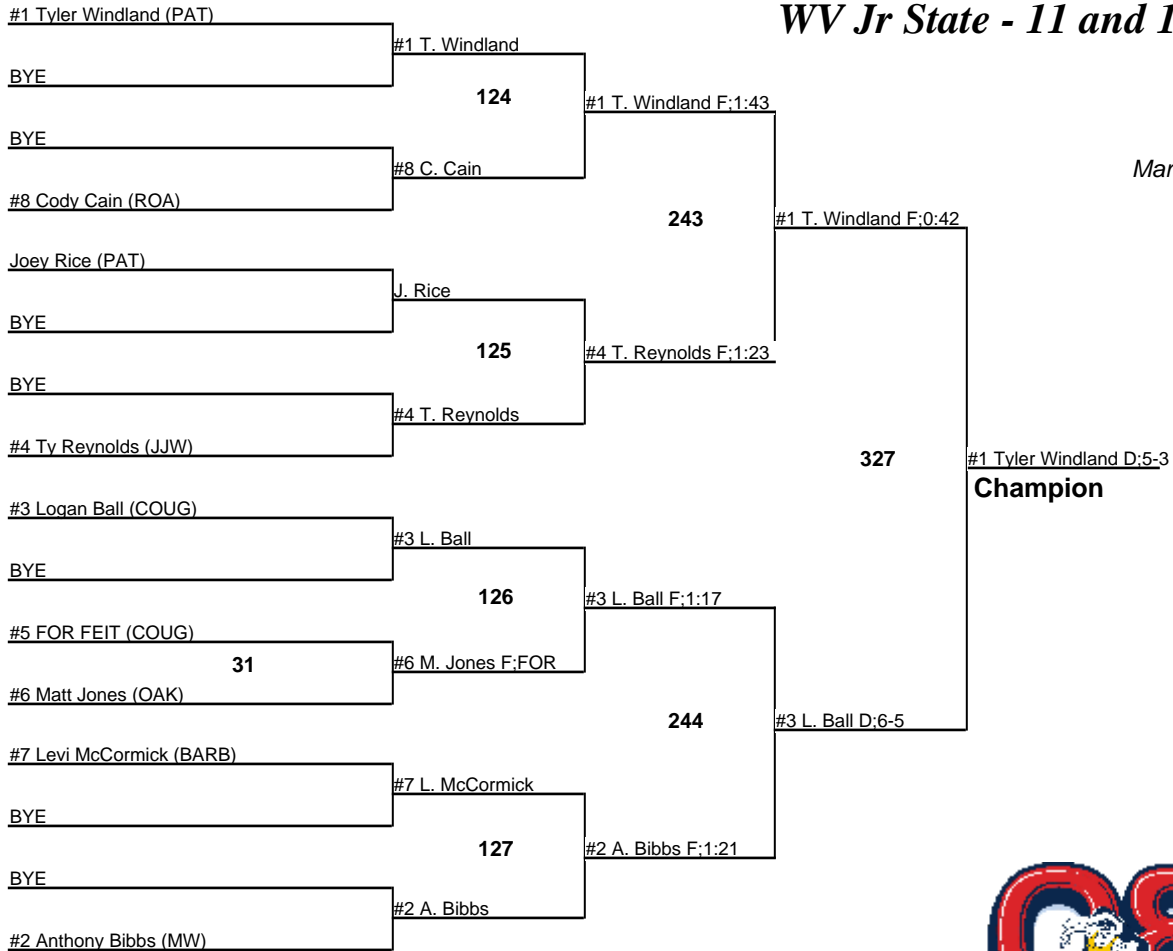 WV Jr State - 11 and 1
Mar
#1 Tyler Windland (PAT)
BYE
BYE
#8 Cody Cain (ROA)
Joey Rice (PAT)
BYE
BYE
#4 Ty Reynolds (JJW)
#3 Logan Ball (COUG)
BYE
#5 FOR FEIT (COUG)
31
#6 Matt Jones (OAK)
#7 Levi McCormick (BARB)
BYE
BYE
#2 Anthony Bibbs (MW)
#1 T. Windland
124
#8 C. Cain
J. Rice
125
#4 T. Reynolds
#3 L. Ball
126
#6 M. Jones F;FOR
#7 L. McCormick
127
#2 A. Bibbs
#1 T. Windland F;1:43
243
#4 T. Reynolds F;1:23
#3 L. Ball F;1:17
244
#2 A. Bibbs F;1:21
#1 T. Windland F;0:42
327
#3 L. Ball D;6-5
#1 Tyler Windland D;5-3
Champion